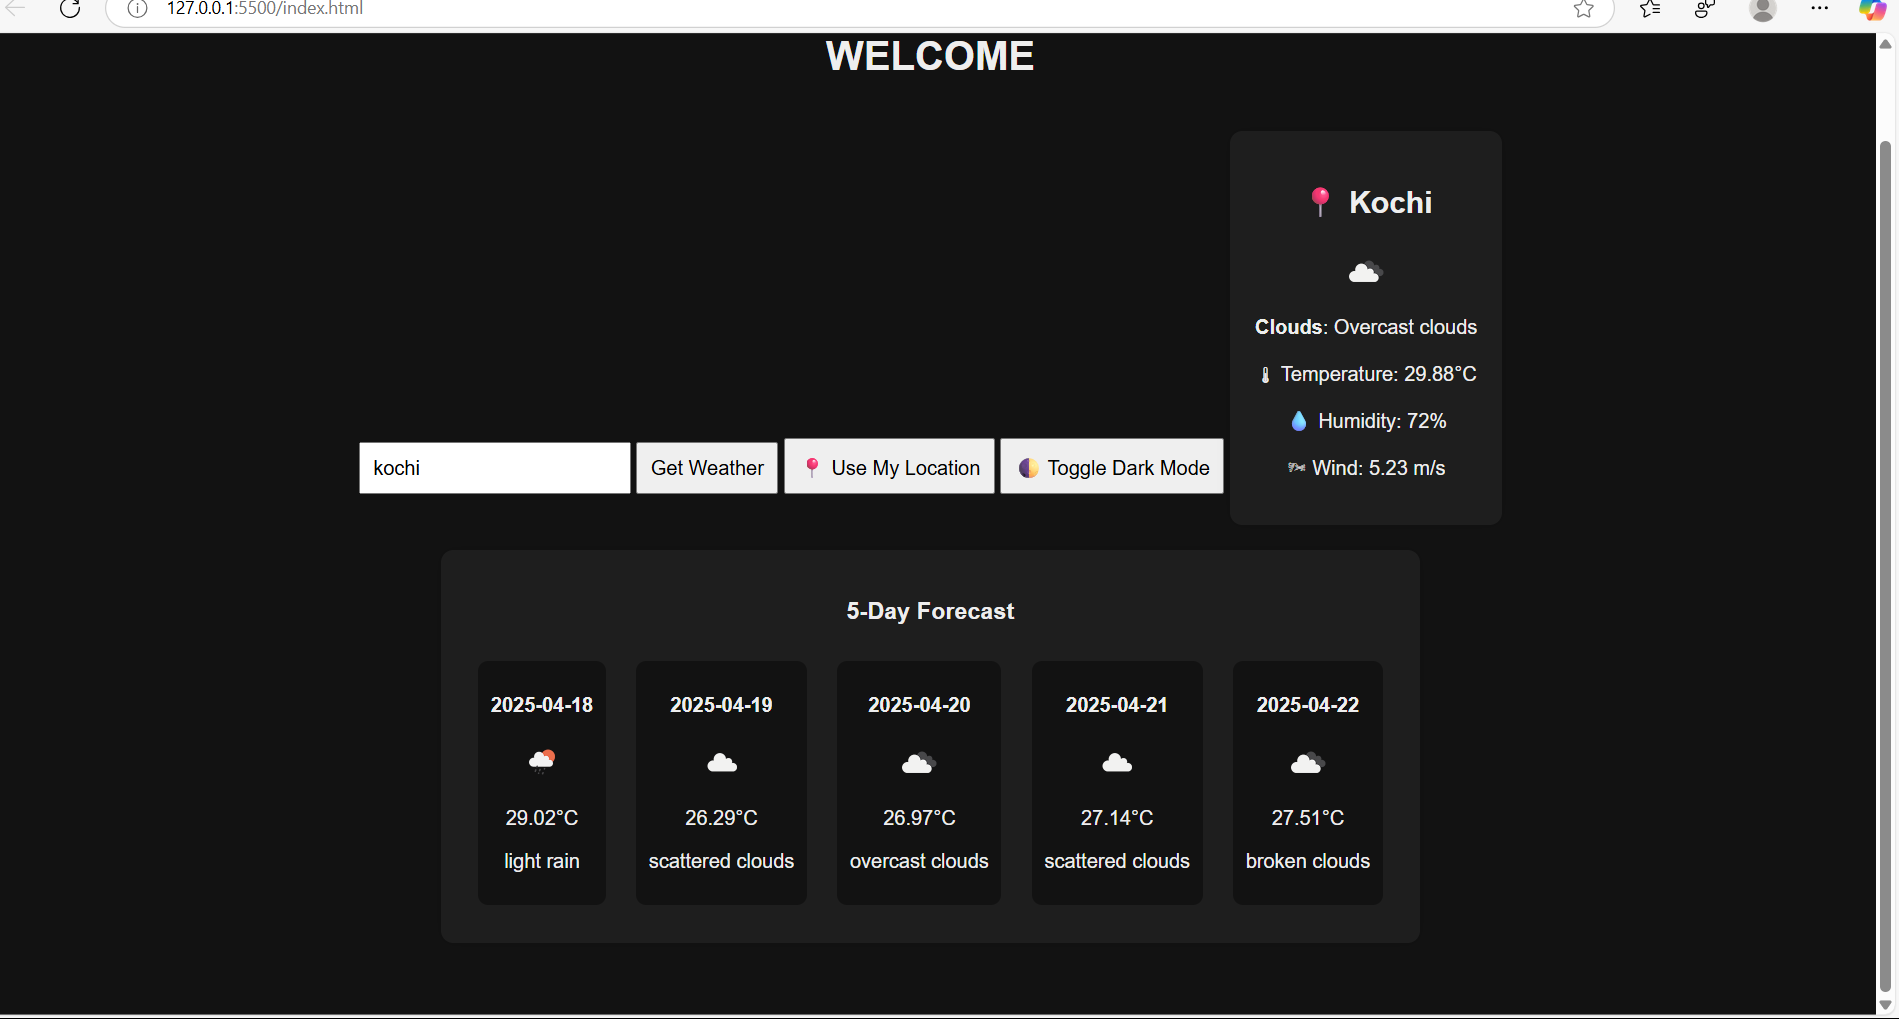 127.0.0.1:5500/index.html
WELCOME
Kochi
Clouds: Overcast clouds
Temperature: 29.88°C
Humidity: 72%
Wind: 5.23 m/s
kochi
Get Weather
Use My Location
Toggle Dark Mode
5-Day Forecast
2025-04-18
29.02°C
light rain
2025-04-19
26.29°C
scattered clouds
2025-04-20
26.97°C
overcast clouds
2025-04-21
27.14°C
scattered clouds
2025-04-22
27.51°C
broken clouds